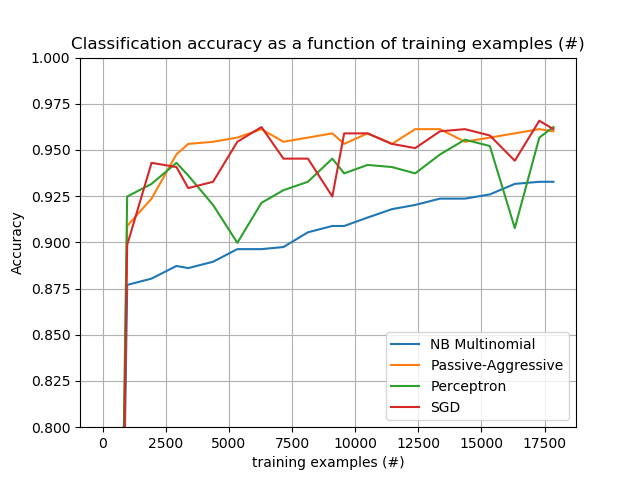 Classification accuracy as a function of training examples (#)
1.000
0.975
0.950
0.925
0.900
0.875
0.850
0.825
0.800
Accuracy
NB Multinomial
Passive-Aggressive
Perceptron
SGD
0 2500 5000 7500 10000 12500 15000 17500
training examples (#)